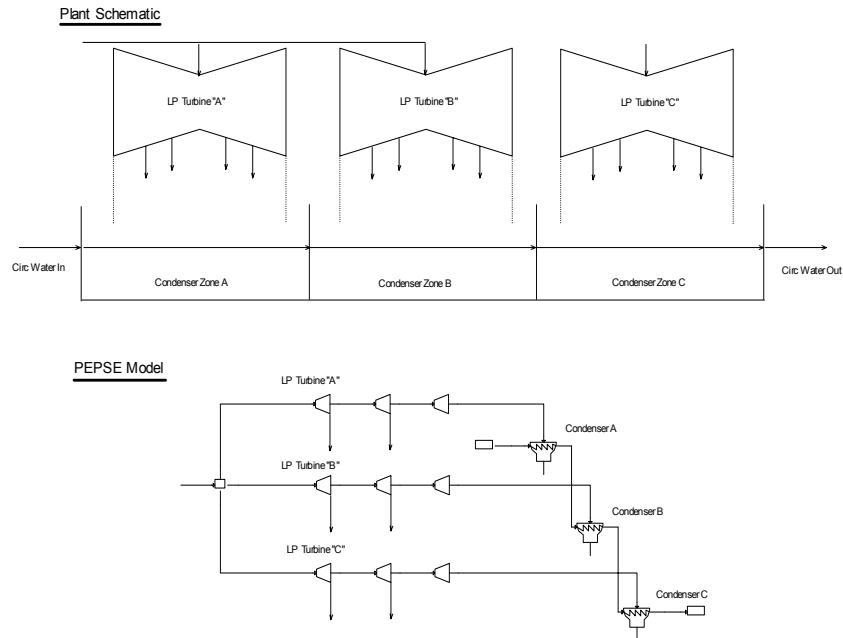 Plant Schematic
LP Turbine "A"
LP Turbine "B"
LP Turbine "C"
Circ Water In
Condenser Zone A
Condenser Zone B
Condenser Zone C
Circ Water Out
PEPSE Model
LP Turbine "A"
Condenser A
LP Turbine "B"
Condenser B
LP Turbine "C"
Condenser C